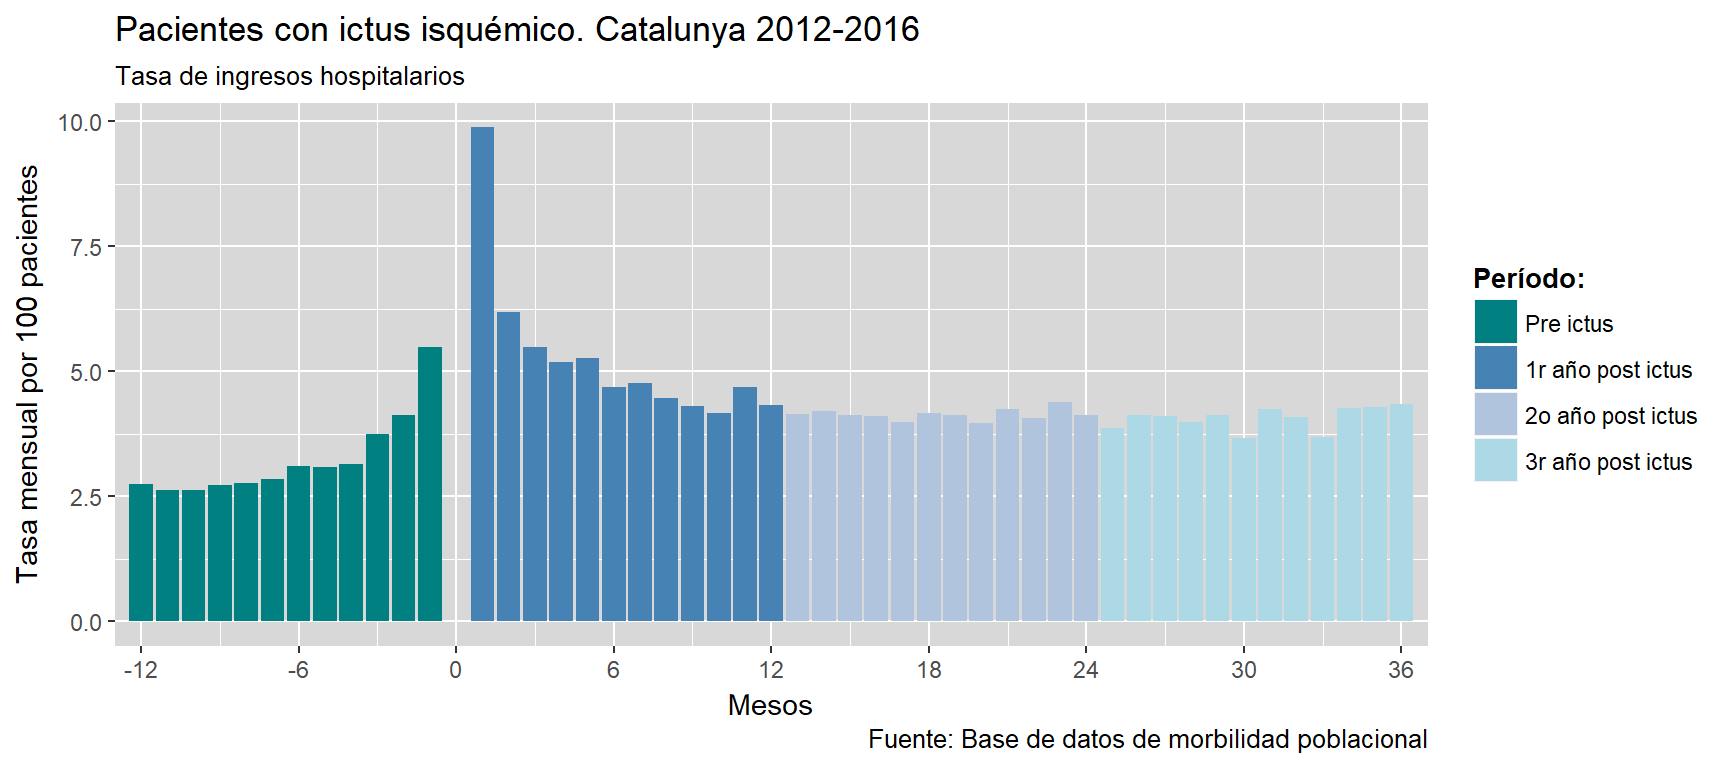 Pacientes con ictus isquémico. Catalunya 2012-2016
Tasa de ingresos hospitalarios
Tasa mensual por 100 pacientes
10.0
7.5
5.0
2.5
0.0
-12 -6 0 6 12 18 24 30 36
Mesos
Fuente: Base de datos de morbilidad poblacional
Período:
Pre ictus
1r año post ictus
2o año post ictus
3r año post ictus